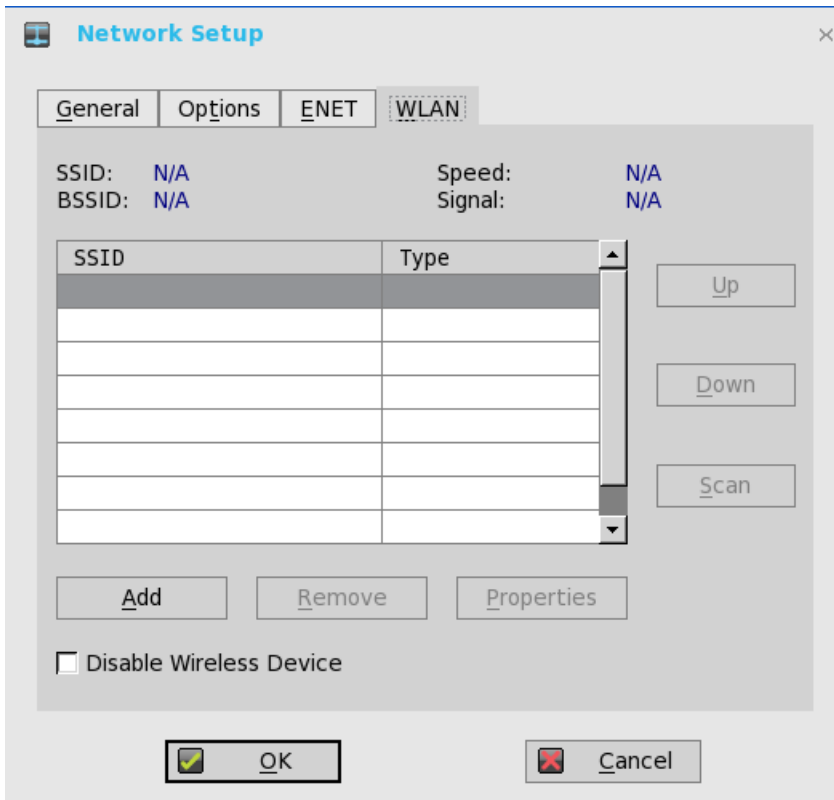 Network Setup
General Options ENET WLAN
SSID: N/A Speed: N/A
BSSID: N/A Signal: N/A
SSID Type
Up
Down
Scan
Add Remove Properties
Disable Wireless Device
OK Cancel